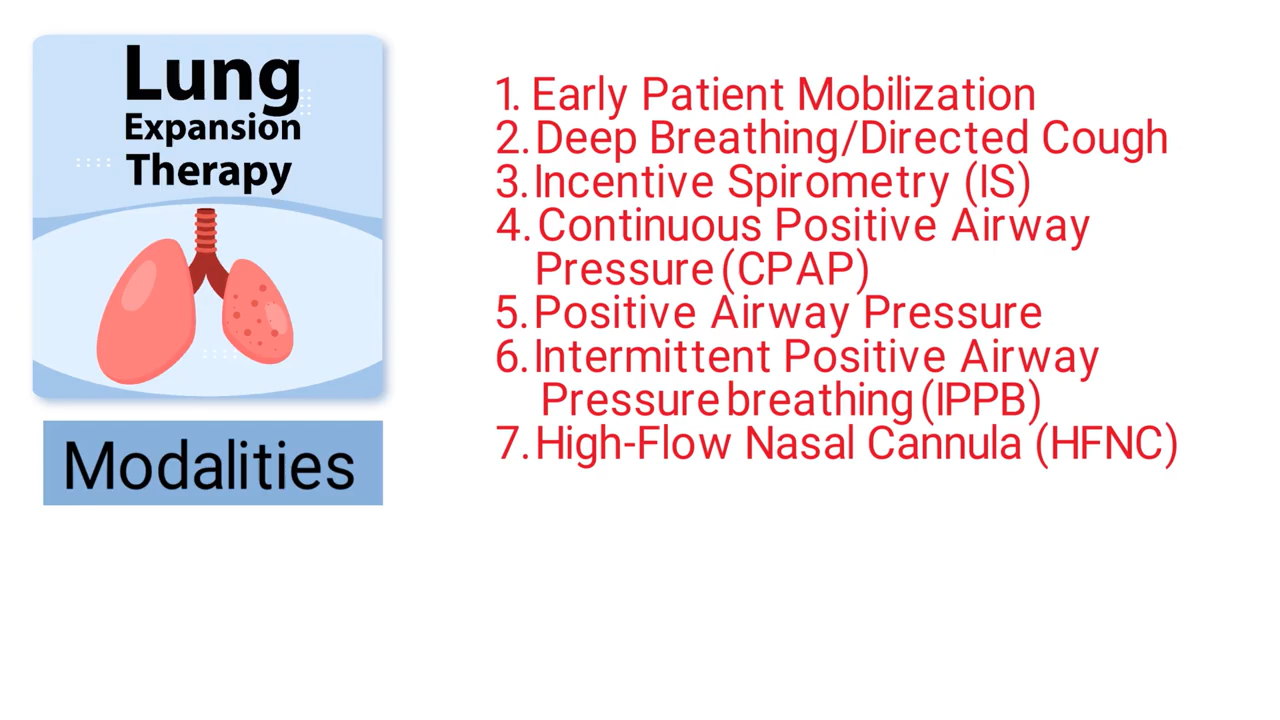 Lung
Expansion
Therapy
Modalities
1. Early Patient Mobilization
2. Deep Breathing/Directed Cough
3. Incentive Spirometry (IS)
4. Continuous Positive Airway
Pressure (CPAP)
5. Positive Airway Pressure
6. Intermittent Positive Airway
Pressure breathing (IPPB)
7. High-Flow Nasal Cannula (HFNC)